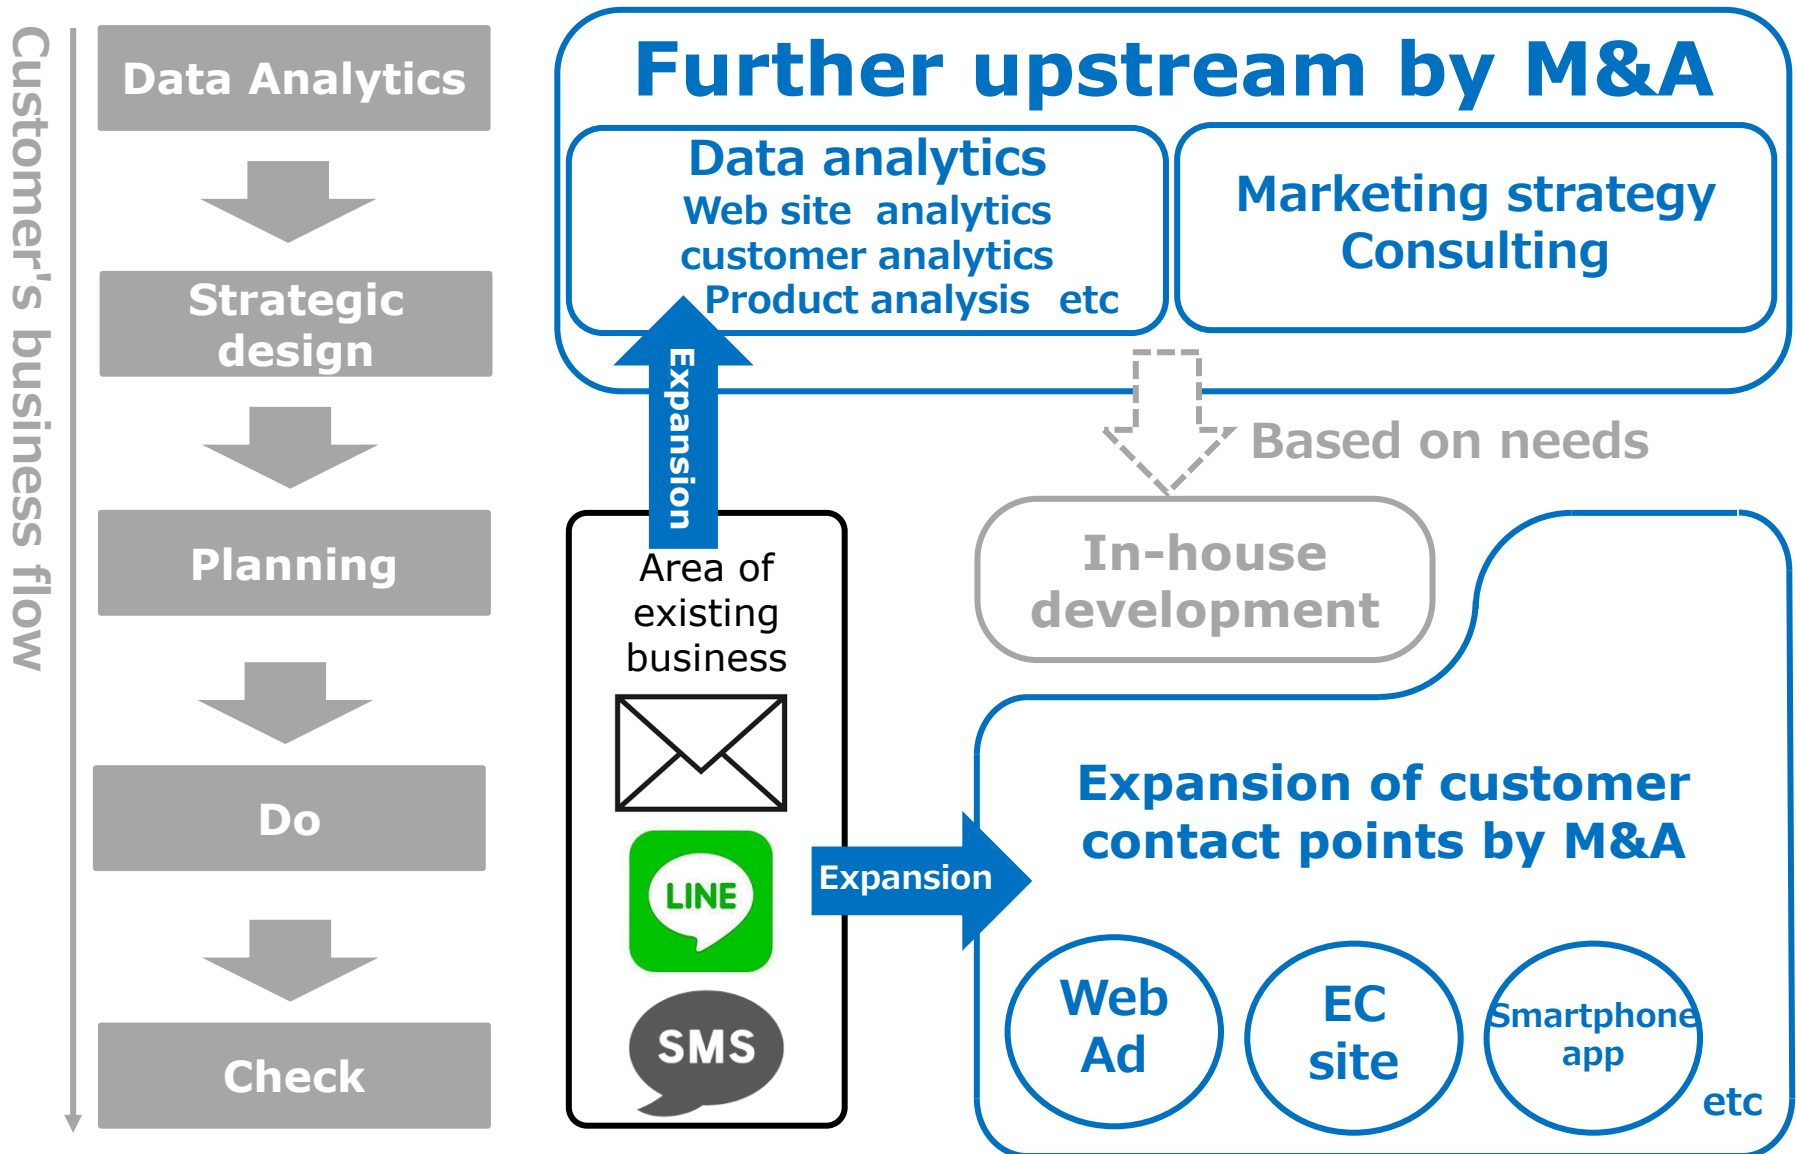 Customer's business flow
Data Analytics
Strategic
design
Planning
Do
Check
Further upstream by M&A
Data analytics
Web site analytics
customer analytics
Product analysis etc
Marketing strategy
Consulting
Expansion
Based on needs
In-house
development
Area of
existing
business
LINE
SMS
Expansion
Expansion of customer
contact points by M&A
Web
Ad
EC
site
Smartphone
app
etc